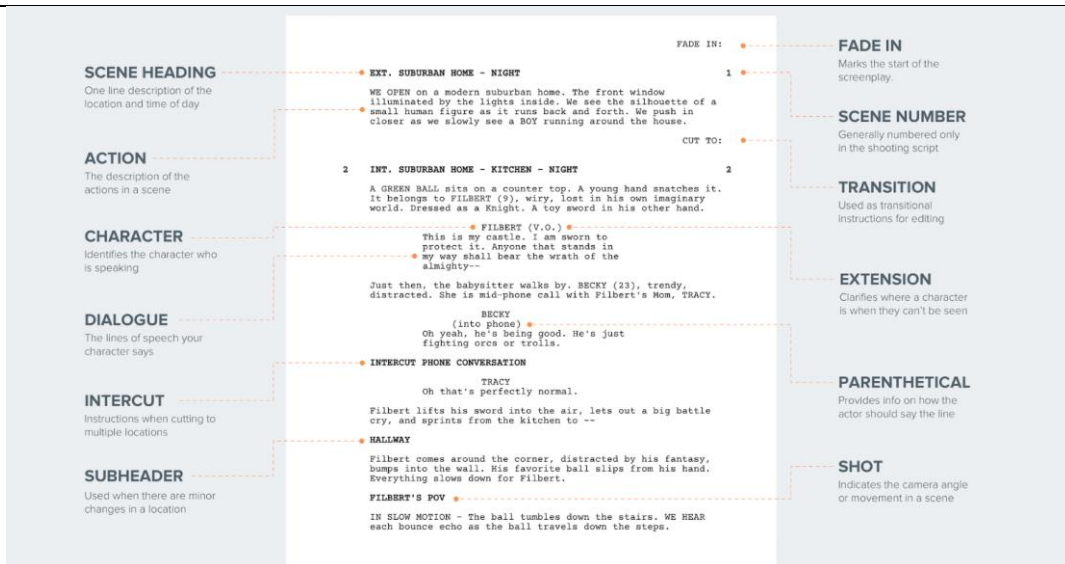 FADE IN:
EXT. SUBURBAN HOME - NIGHT 1
WE OPEN on a modern suburban home. The front window
illuminated by the lights inside. We see the silhouette of a
small human figure as it runs back and forth. We push in
closer as we slowly see a BOY running around the house.
CUT TO:
2 INT. SUBURBAN HOME - KITCHEN - NIGHT 2
A GREEN BALL sits on a counter top. A young hand snatches it.
It belongs to FILBERT (9), wiry, lost in his own imaginary
world. Dressed as a Knight. A toy sword in his other hand.
FILBERT (V.O.)
This is my castle. I am sworn to
protect it. Anyone that stands in
my way shall bear the wrath of the
almighty--
Just then, the babysitter walks by. BECKY (23), trendy,
distracted. She is mid-phone call with Filbert's Mom, TRACY.
BECKY
(into phone)
Oh yeah, he's being good. He's just
fighting orcs or trolls.
INTERCUT PHONE CONVERSATION
TRACY
Oh that's perfectly normal.
Filbert lifts his sword into the air, lets out a big battle
cry, and sprints from the kitchen to --
HALLWAY
Filbert comes around the corner, distracted by his fantasy,
bumps into the wall. His favorite ball slips from his hand.
Everything slows down for Filbert.
FILBERT'S POV
IN SLOW MOTION - The ball tumbles down the stairs. WE HEAR
each bounce echo as the ball travels down the steps.
SCENE HEADING
One line description of the
location and time of day
ACTION
The description of the
actions in a scene
CHARACTER
Identifies the character who
is speaking
DIALOGUE
The lines of speech your
character says
INTERCUT
Instructions when cutting to
multiple locations
SUBHEADER
Used when there are minor
changes in a location
FADE IN
Marks the start of the
screenplay.
SCENE NUMBER
Generally numbered only
in the shooting script
TRANSITION
Used as transitional
instructions for editing
EXTENSION
Clarifies where a character
is when they can't be seen
PARENTHETICAL
Provides info on how the
actor should say the line
SHOT
Indicates the camera angle
or movement in a scene